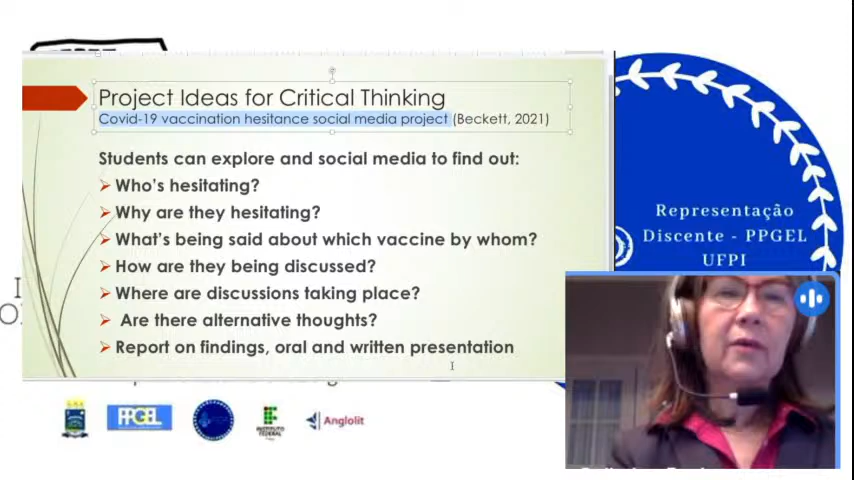 Project Ideas for Critical Thinking
Covid-19 vaccination hesitance social media project (Beckett, 2021)
Students can explore and social media to find out:
Who's hesitating?
Why are they hesitating?
What's being said about which vaccine by whom?
How are they being discussed?
Where are discussions taking place?
Are there alternative thoughts?
Report on findings, oral and written presentation
Representação
Discente - PPGEL
UFPI
PPGEL
INSTITUTO
FEDERAL
Anglolit